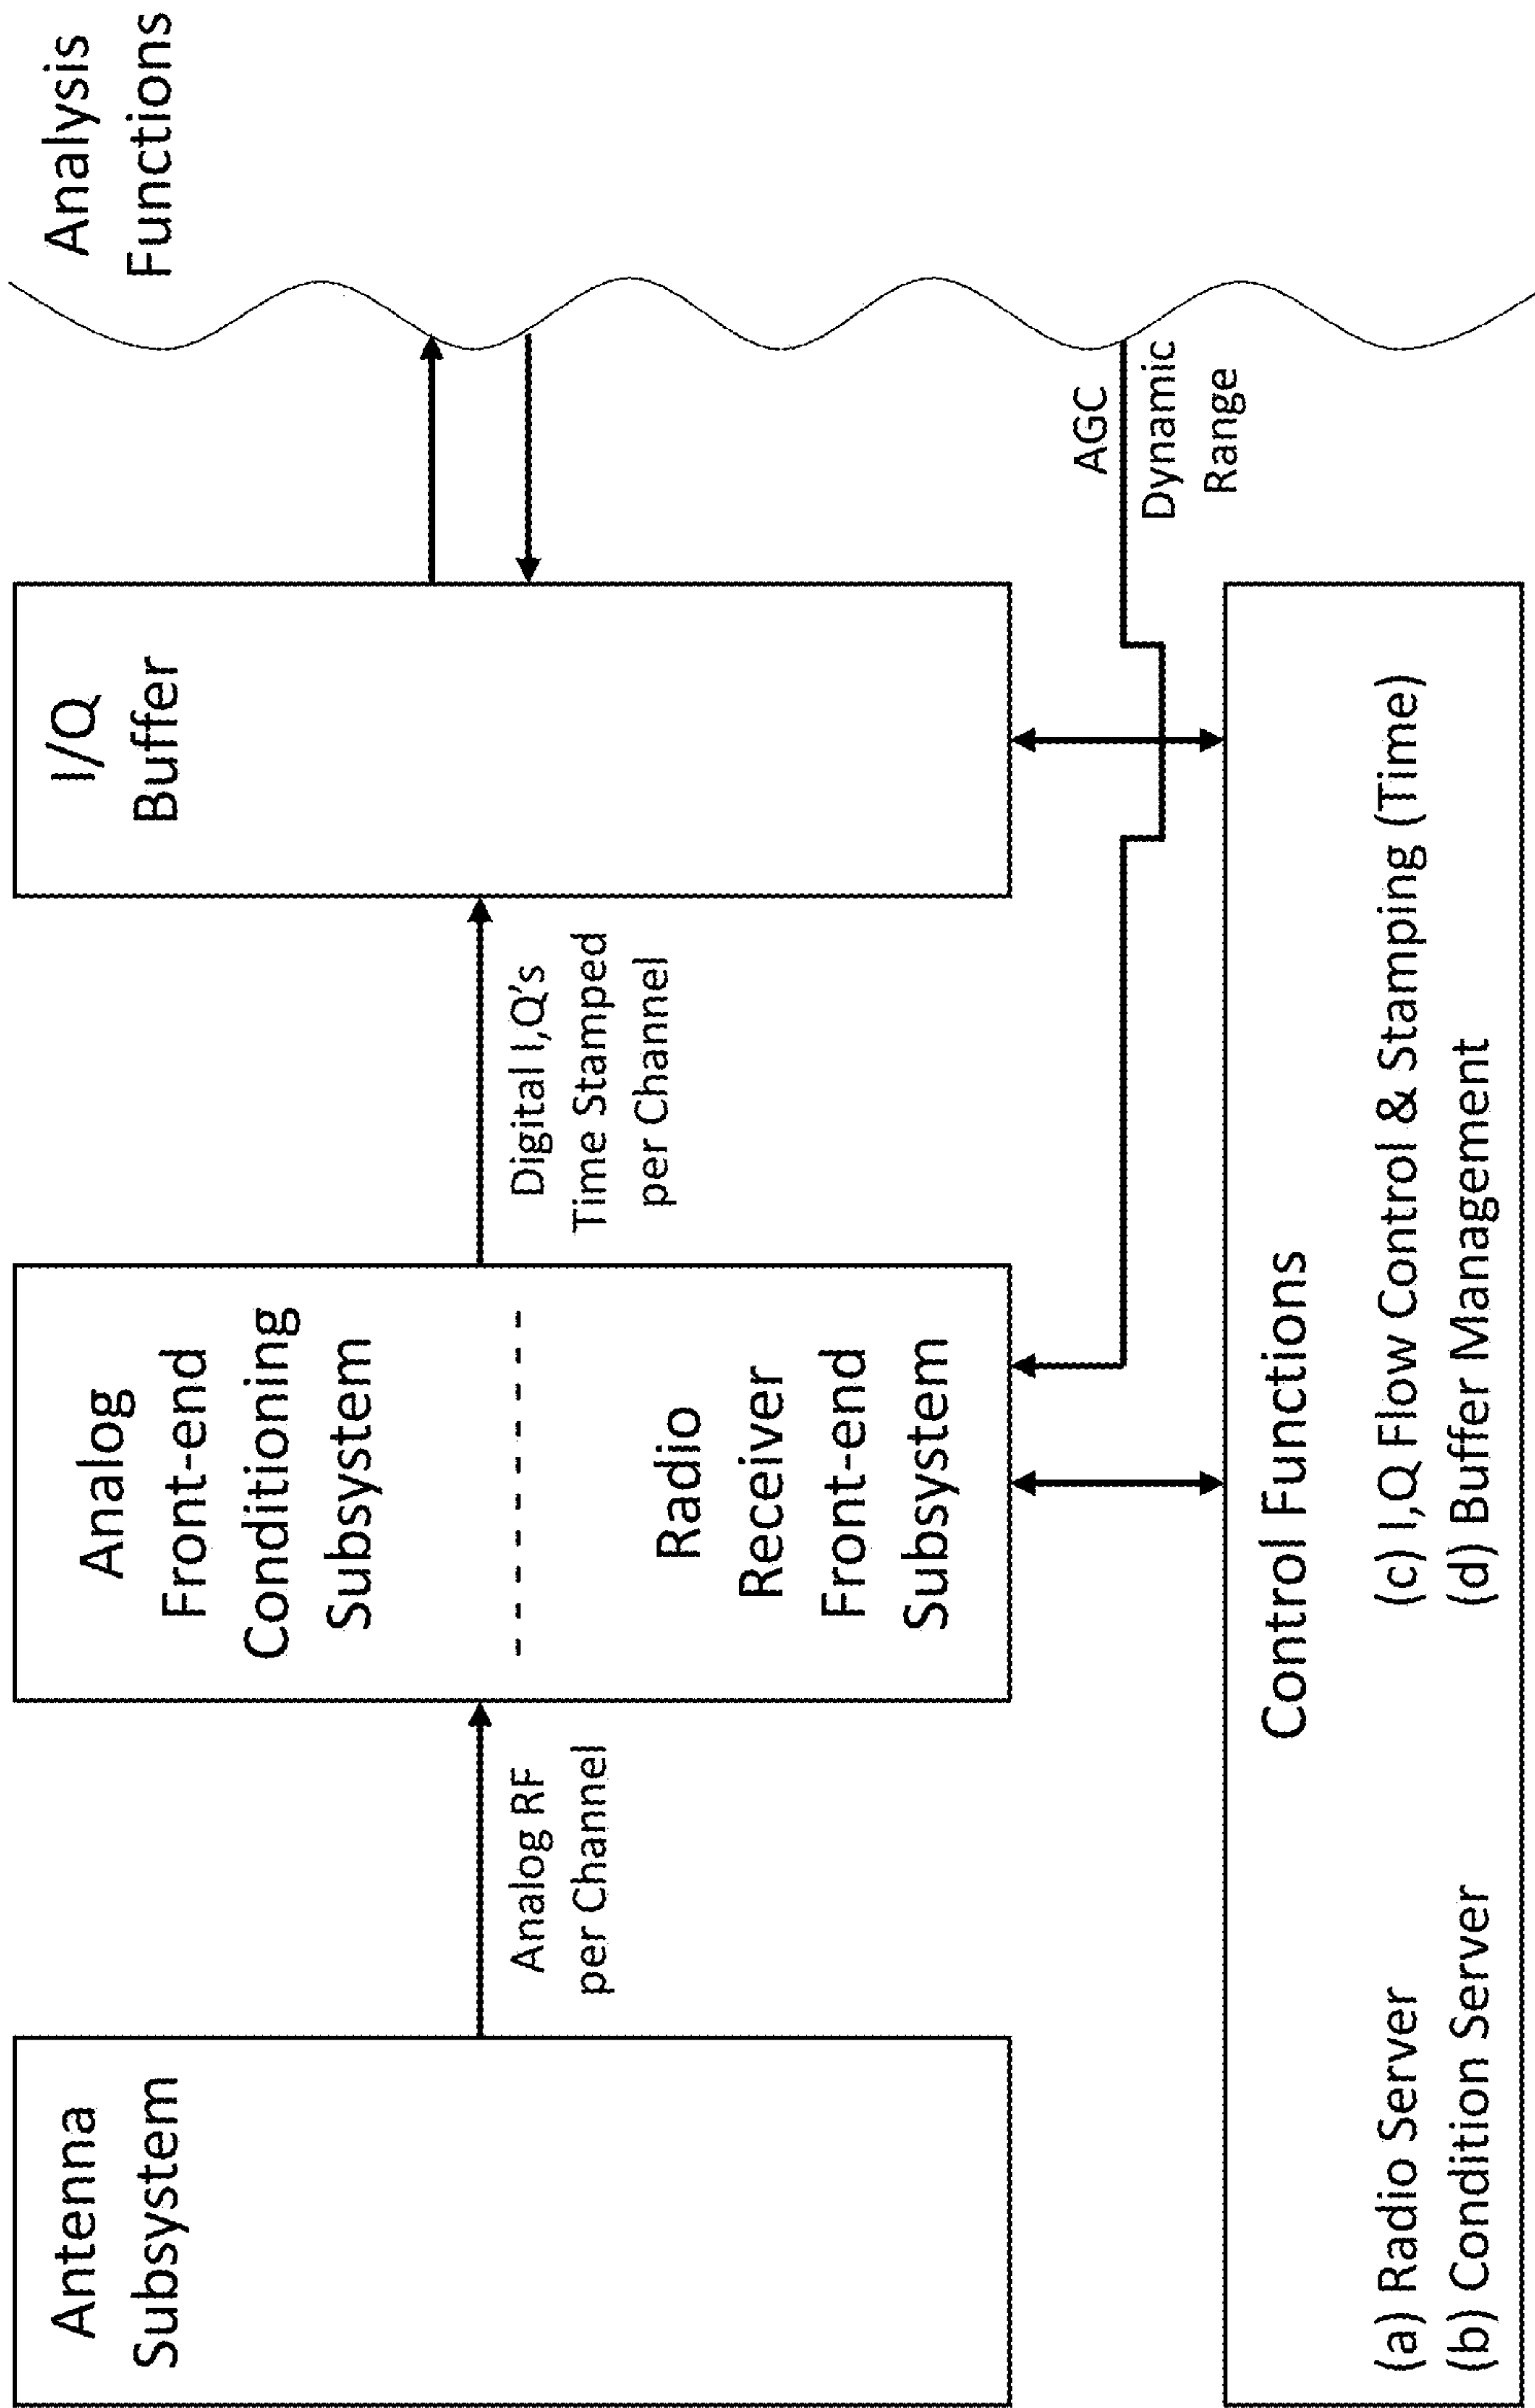 Antenna
Subsystem
Analog RF
per Channel
Analog
Front-end
Conditioning
Subsystem
Radio
Receiver
Front-end
Subsystem
Digital I,Q's
Time Stamped
per Channel
I/Q
Buffer
Analysis
Functions
AGC
Dynamic
Range
Control Functions
(a) Radio Server
(b) Condition Server
(c) I,Q Flow Control & Stamping (Time)
(d) Buffer Management